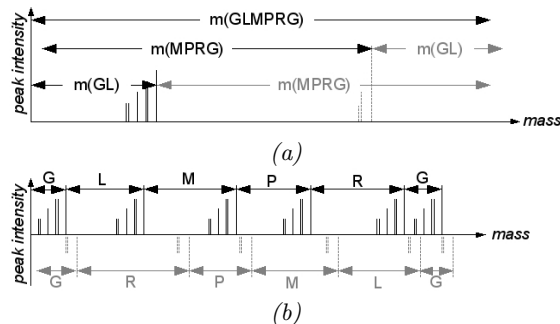 m(GLMPRG)
m(MPRG) m(GL)
m(GL) m(MPRG)
peak intensity
mass
(a)
G L M P R G
peak intensity
mass
G R P M L G
(b)